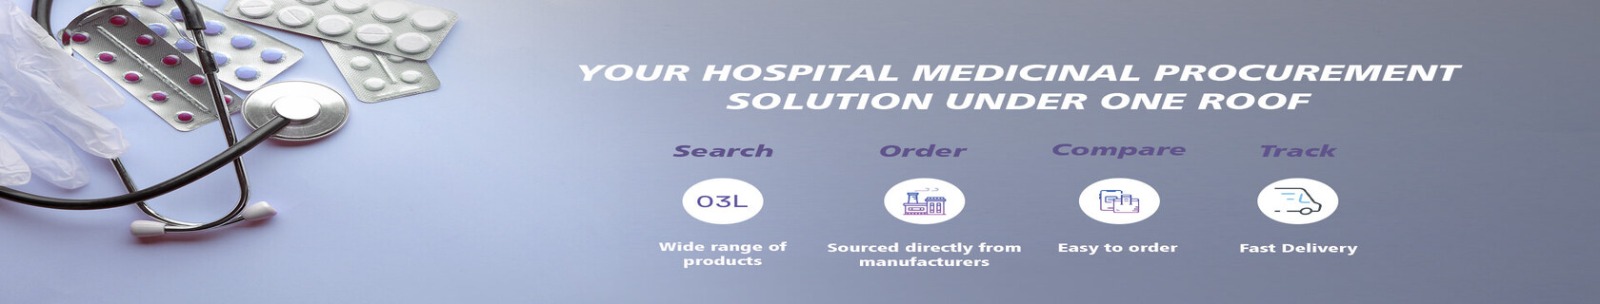 YOUR HOSPITAL MEDICINAL PROCUREMENT
SOLUTION UNDER ONE ROOF
Search
Order
Compare
Track
03L
Wide range of
products
Sourced directly from
manufacturers
Easy to order
Fast Delivery